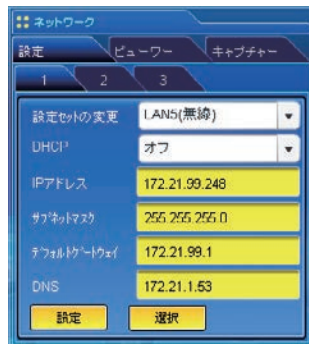 ネットワーク
設定 ビューワー キャプチャー
1 2 3
設定セットの変更 LAN5(無線)
DHCP オフ
IPアドレス 172.21.99.248
サブネットマスク 255.255.255.0
デフォルトゲートウェイ 172.21.99.1
DNS 172.21.1.53
設定 選択